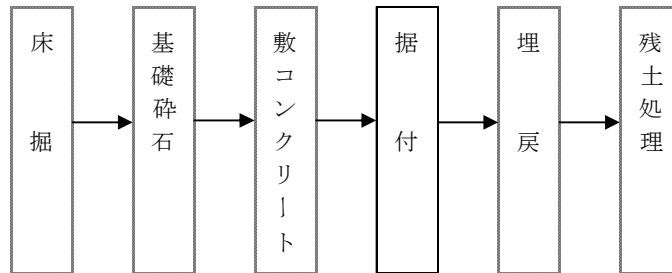 床掘
基礎砕石
敷コンクリート
据付
埋戻
残土処理